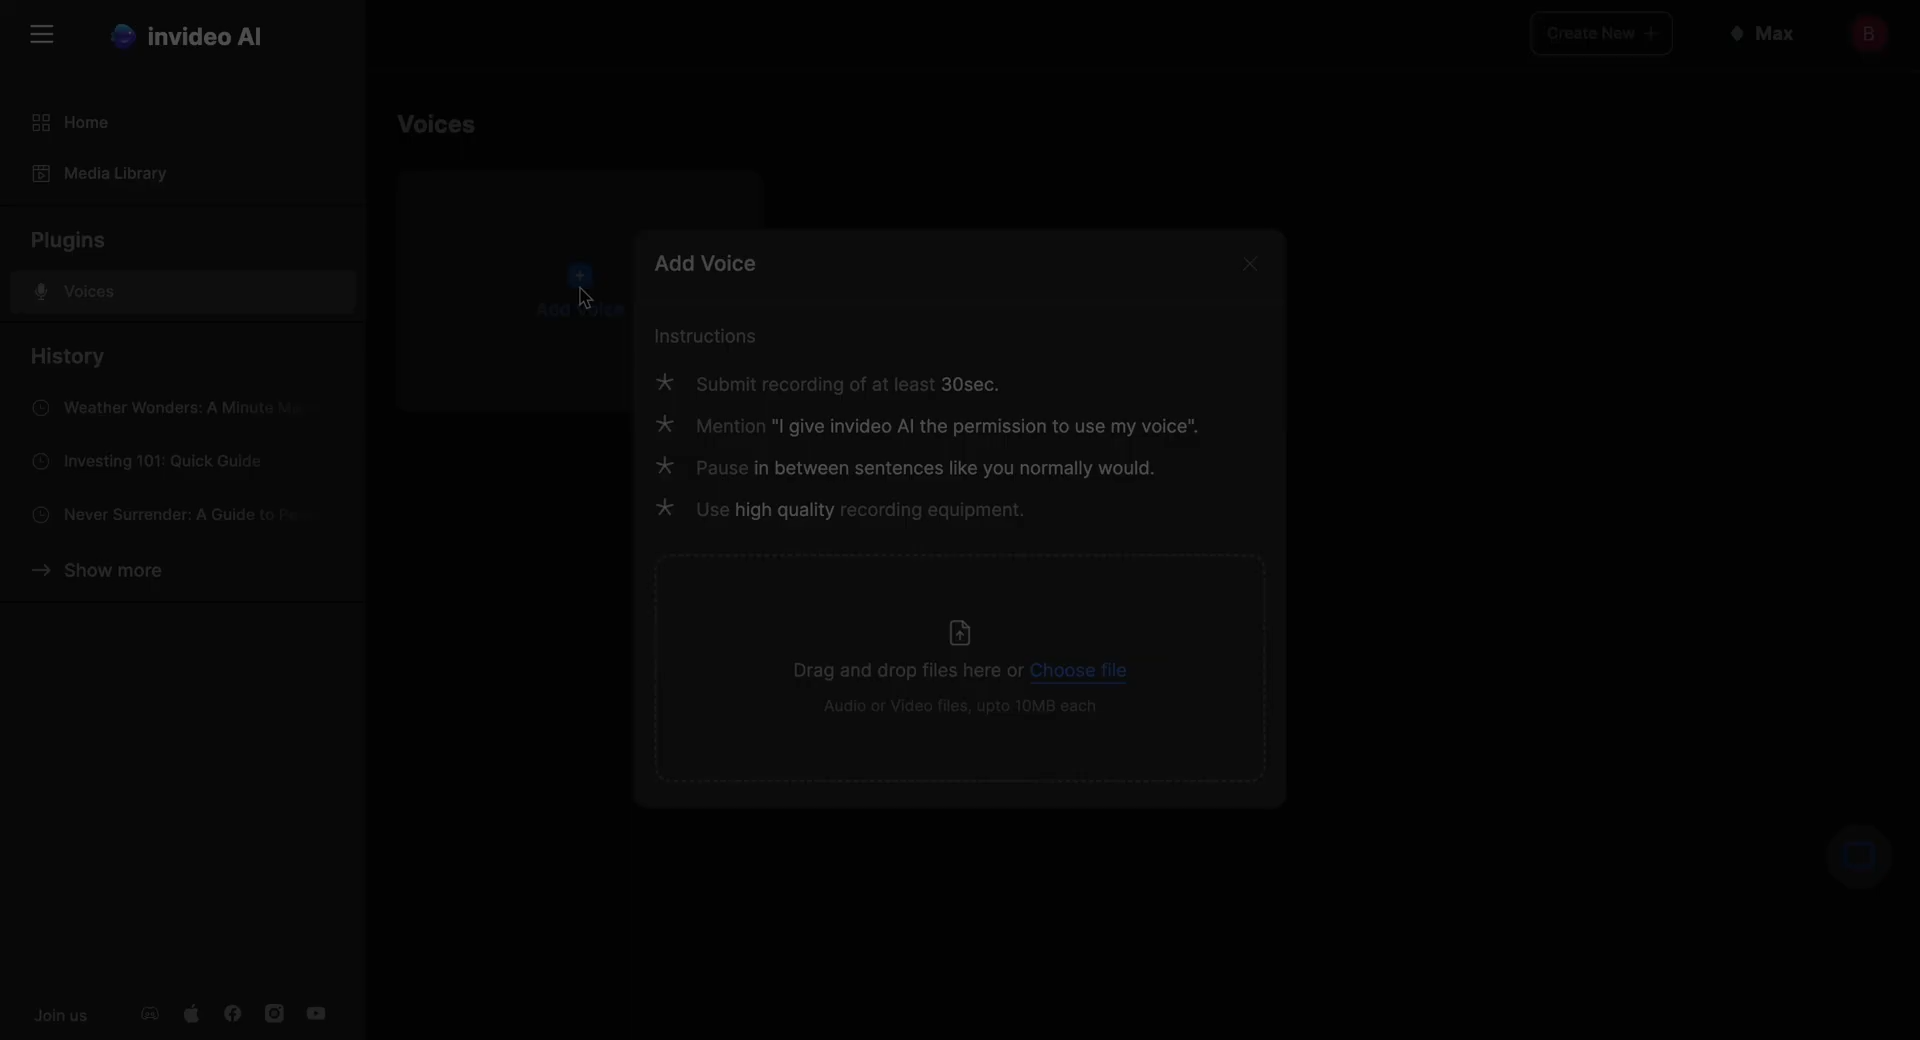 invideo AI
Create New
Max
B
Home
Media Library
Plugins
Voices
History
Weather Wonders: A Minute
Investing 101: Quick Guide
Never Surrender: A Guide to
Show more
Join us
Voices
Add Voice
Add Voice
Instructions
Submit recording of at least 30sec.
Mention "I give invideo AI the permission to use my voice".
Pause in between sentences like you normally would.
Use high quality recording equipment.
Drag and drop files here or Choose file
Audio or Video files, upto 10MB each